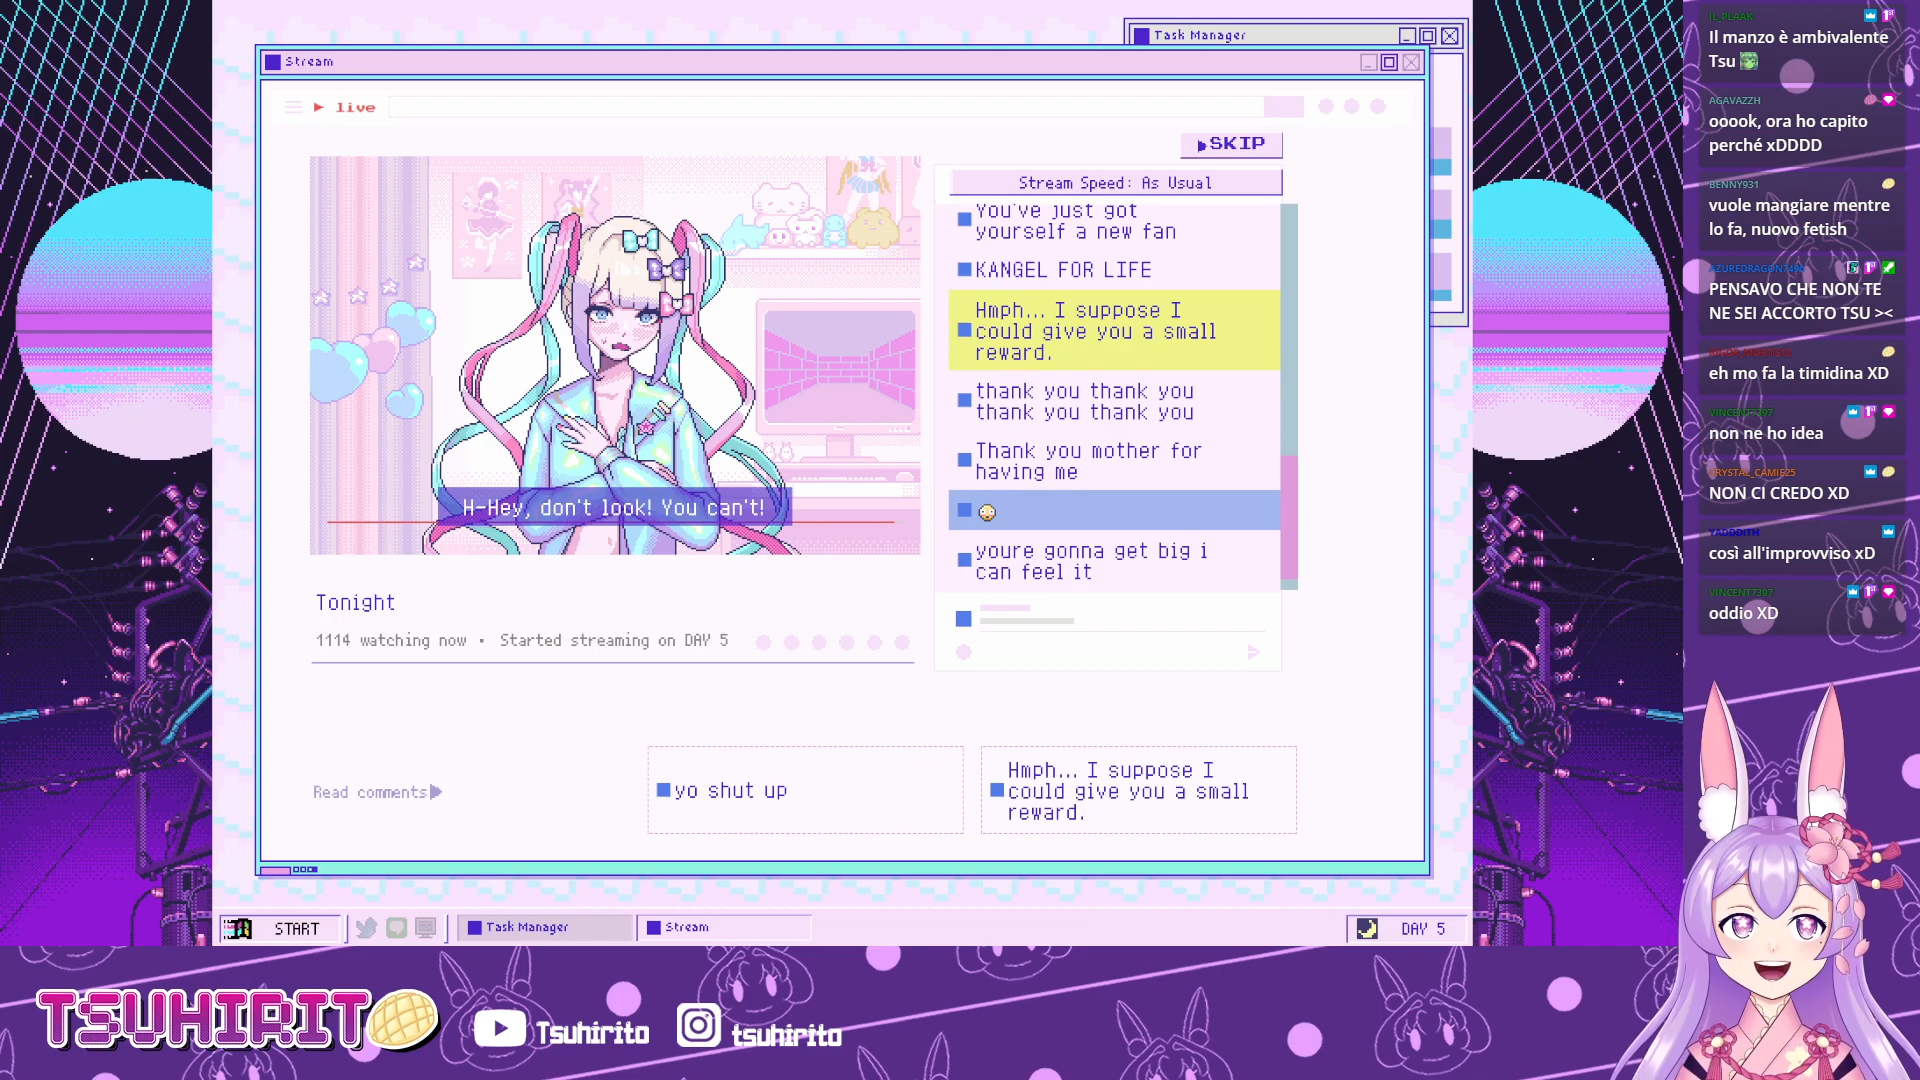 Task Manager
Stream
live
SKIP
Stream Speed: As Usual
You've just got
yourself a new fan
KANGEL FOR LIFE
Hmph... I suppose I
could give you a small
reward.
thank you thank you
thank you thank you
Thank you mother for
having me
youre gonna get big i
can feel it
H-Hey, don't look! You can't!
Tonight
1114 watching now • Started streaming on DAY 5
Read comments
yo shut up
Hmph... I suppose I
could give you a small
reward.
START
Task Manager
Stream
DAY 5
Il manzo è ambivalente
Tsu
AGAVAZZH
ooook, ora ho capito
perché xDDDD
BENNY931
vuole mangiare mentre
lo fa, nuovo fetish
PENSAVO CHE NON TE
NE SEI ACCORTO TSU ><
eh mo fa la timidina XD
VINCENT7397
non ne ho idea
CRYSTAL_CAMIE25
NON CI CREDO XD
YADDDITH
così all'improvviso xD
VINCENT7397
oddio XD
TSUHIRITO
Tsuhirito
tsuhirito